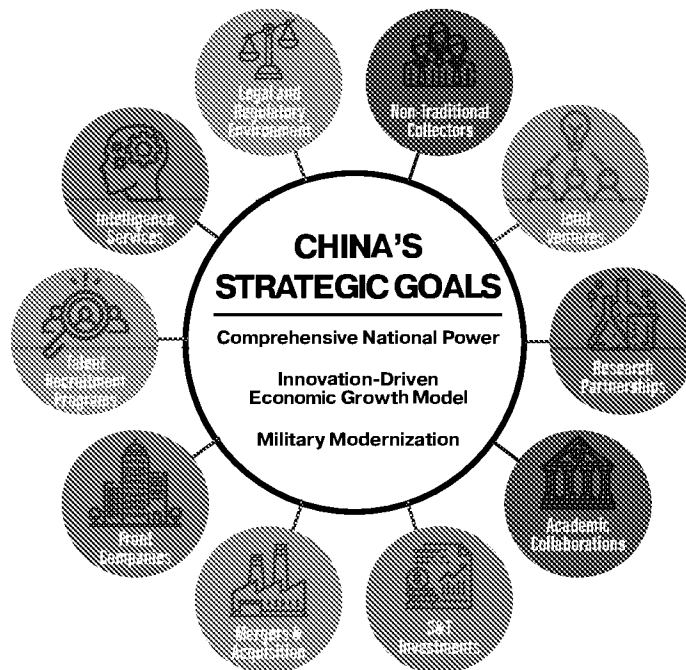 CHINA'S
STRATEGIC GOALS
Comprehensive National Power
Innovation-Driven
Economic Growth Model
Military Modernization
Legal and
Regulatory
Environment
Non-Traditional
Collectors
Joint
Ventures
Research
Partnerships
Academic
Collaborations
S&T
Investments
Mergers &
Acquisition
Front
Companies
Talent
Recruitment
Programs
Intelligence
Services